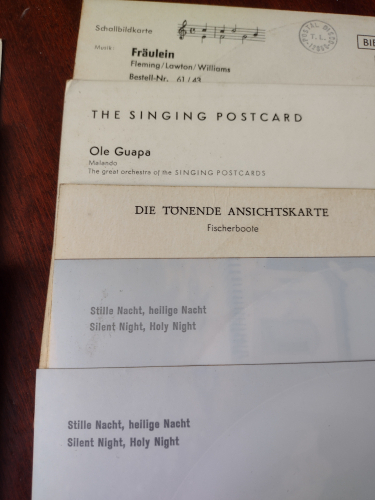 Schallbildkarte
Musik:
Fräulein
Fleming/Lawton/Williams
Bestell-Nr. 61/43
BIE
THE SINGING POSTCARD
Ole Guapa
Malando
The great orchestra of the SINGING POSTCARDS
DIE TÖNENDE ANSICHTSKARTE
Fischerboote
Stille Nacht, heilige Nacht
Silent Night, Holy Night
Stille Nacht, heilige Nacht
Silent Night, Holy Night